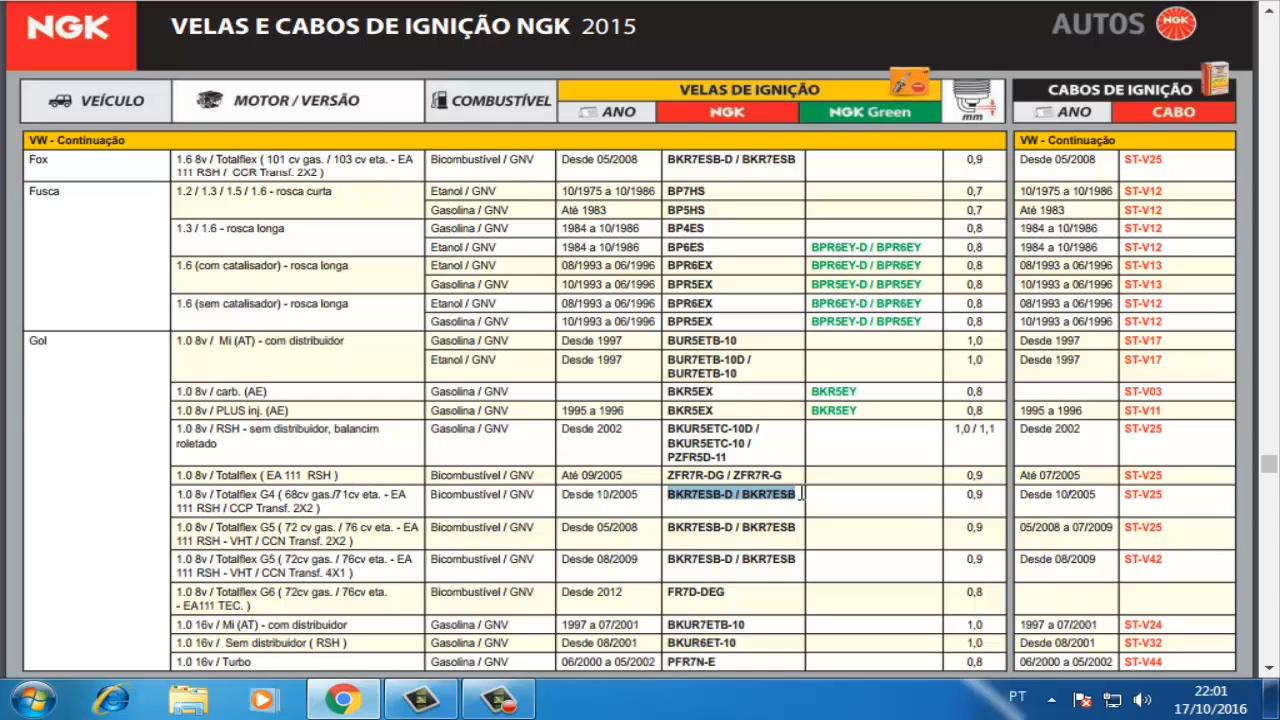 NGK VELAS E CABOS DE IGNIÇÃO NGK 2015 AUTOS NGK
VEÍCULO MOTOR / VERSÃO COMBUSTÍVEL VELAS DE IGNIÇÃO CABOS DE IGNIÇÃO
ANO NGK NGK Green mm ANO CABO
VW - Continuação VW - Continuação
Fox 1.6 8v / Totalflex ( 101 cv gas. / 103 cv eta. - EA Bicombustível / GNV Desde 05/2008 BKR7ESB-D / BKR7ESB 0,9 Desde 05/2008 ST-V25
111 RSH / CCR Transf. 2X2 )
Fusca 1.2 / 1.3 / 1.5 / 1.6 - rosca curta Etanol / GNV 10/1975 a 10/1986 BP7HS 0,7 10/1975 a 10/1986 ST-V12
Gasolina / GNV Até 1983 BP5HS 0,7 Até 1983 ST-V12
1.3 / 1.6 - rosca longa Gasolina / GNV 1984 a 10/1986 BP4ES 0,8 1984 a 10/1986 ST-V12
Etanol / GNV 1984 a 10/1986 BP6ES BPR6EY-D / BPR6EY 0,8 1984 a 10/1986 ST-V12
1.6 (com catalisador) - rosca longa Etanol / GNV 08/1993 a 06/1996 BPR6EX BPR6EY-D / BPR6EY 0,8 08/1993 a 06/1996 ST-V13
Gasolina / GNV 10/1993 a 06/1996 BPR5EX BPR5EY-D / BPR5EY 0,8 10/1993 a 06/1996 ST-V13
1.6 (sem catalisador) - rosca longa Etanol / GNV 08/1993 a 06/1996 BPR6EX BPR6EY-D / BPR6EY 0,8 08/1993 a 06/1996 ST-V12
Gasolina / GNV 10/1993 a 06/1996 BPR5EX BPR5EY-D / BPR5EY 0,8 10/1993 a 06/1996 ST-V12
Gol 1.0 8v / Mi (AT) - com distribuidor Gasolina / GNV Desde 1997 BUR5ETB-10 1,0 Desde 1997 ST-V17
Etanol / GNV Desde 1997 BUR7ETB-10D / 1,0 Desde 1997 ST-V17
BUR7ETB-10
1.0 8v / carb. (AE) Gasolina / GNV BKR5EX BKR5EY 0,8 ST-V03
1.0 8v / PLUS inj. (AE) Gasolina / GNV 1995 a 1996 BKR5EX BKR5EY 0,8 1995 a 1996 ST-V11
1.0 8v / RSH - sem distribuidor, balancim Gasolina / GNV Desde 2002 BKUR5ETC-10D / 1,0 / 1,1 Desde 2002 ST-V25
roletado BKUR5ETC-10 /
PZFR5D-11
1.0 8v / Totalflex ( EA 111 RSH ) Bicombustível / GNV Até 09/2005 ZFR7R-DG / ZFR7R-G 0,9 Até 07/2005 ST-V25
1.0 8v / Totalflex G4 ( 68cv gas./71cv eta. - EA Bicombustível / GNV Desde 10/2005 BKR7ESB-D / BKR7ESB 0,9 Desde 10/2005 ST-V25
111 RSH / CCP Transf. 2X2 )
1.0 8v / Totalflex G5 ( 72 cv gas. / 76 cv eta. - EA Bicombustível / GNV Desde 05/2008 BKR7ESB-D / BKR7ESB 0,9 05/2008 a 07/2009 ST-V25
111 RSH - VHT / CCN Transf. 2X2 )
1.0 8v / Totalflex G5 ( 72cv gas. / 76cv eta. - EA Bicombustível / GNV Desde 08/2009 BKR7ESB-D / BKR7ESB 0,9 Desde 08/2009 ST-V42
111 RSH - VHT / CCN Transf. 4X1 )
1.0 8v / Totalflex G6 ( 72cv gas. / 76cv eta. Bicombustível / GNV Desde 2012 FR7D-DEG 0,8
- EA111 TEC. )
1.0 16v / Mi (AT) - com distribuidor Gasolina / GNV 1997 a 07/2001 BKUR7ETB-10 1,0 1997 a 07/2001 ST-V24
1.0 16v / Sem distribuidor ( RSH ) Gasolina / GNV Desde 08/2001 BKUR6ET-10 1,0 Desde 08/2001 ST-V32
1.0 16v / Turbo Gasolina / GNV 06/2000 a 05/2002 PFR7N-E 0,8 06/2000 a 05/2002 ST-V44
PT 22:01
17/10/2016